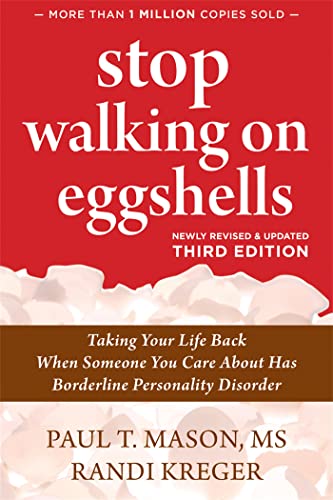 — MORE THAN 1 MILLION COPIES SOLD —
stop
walking on
eggshells
NEWLY REVISED & UPDATED
THIRD EDITION
Taking Your Life Back
When Someone You Care About Has
Borderline Personality Disorder
PAUL T. MASON, MS
RANDI KREGER